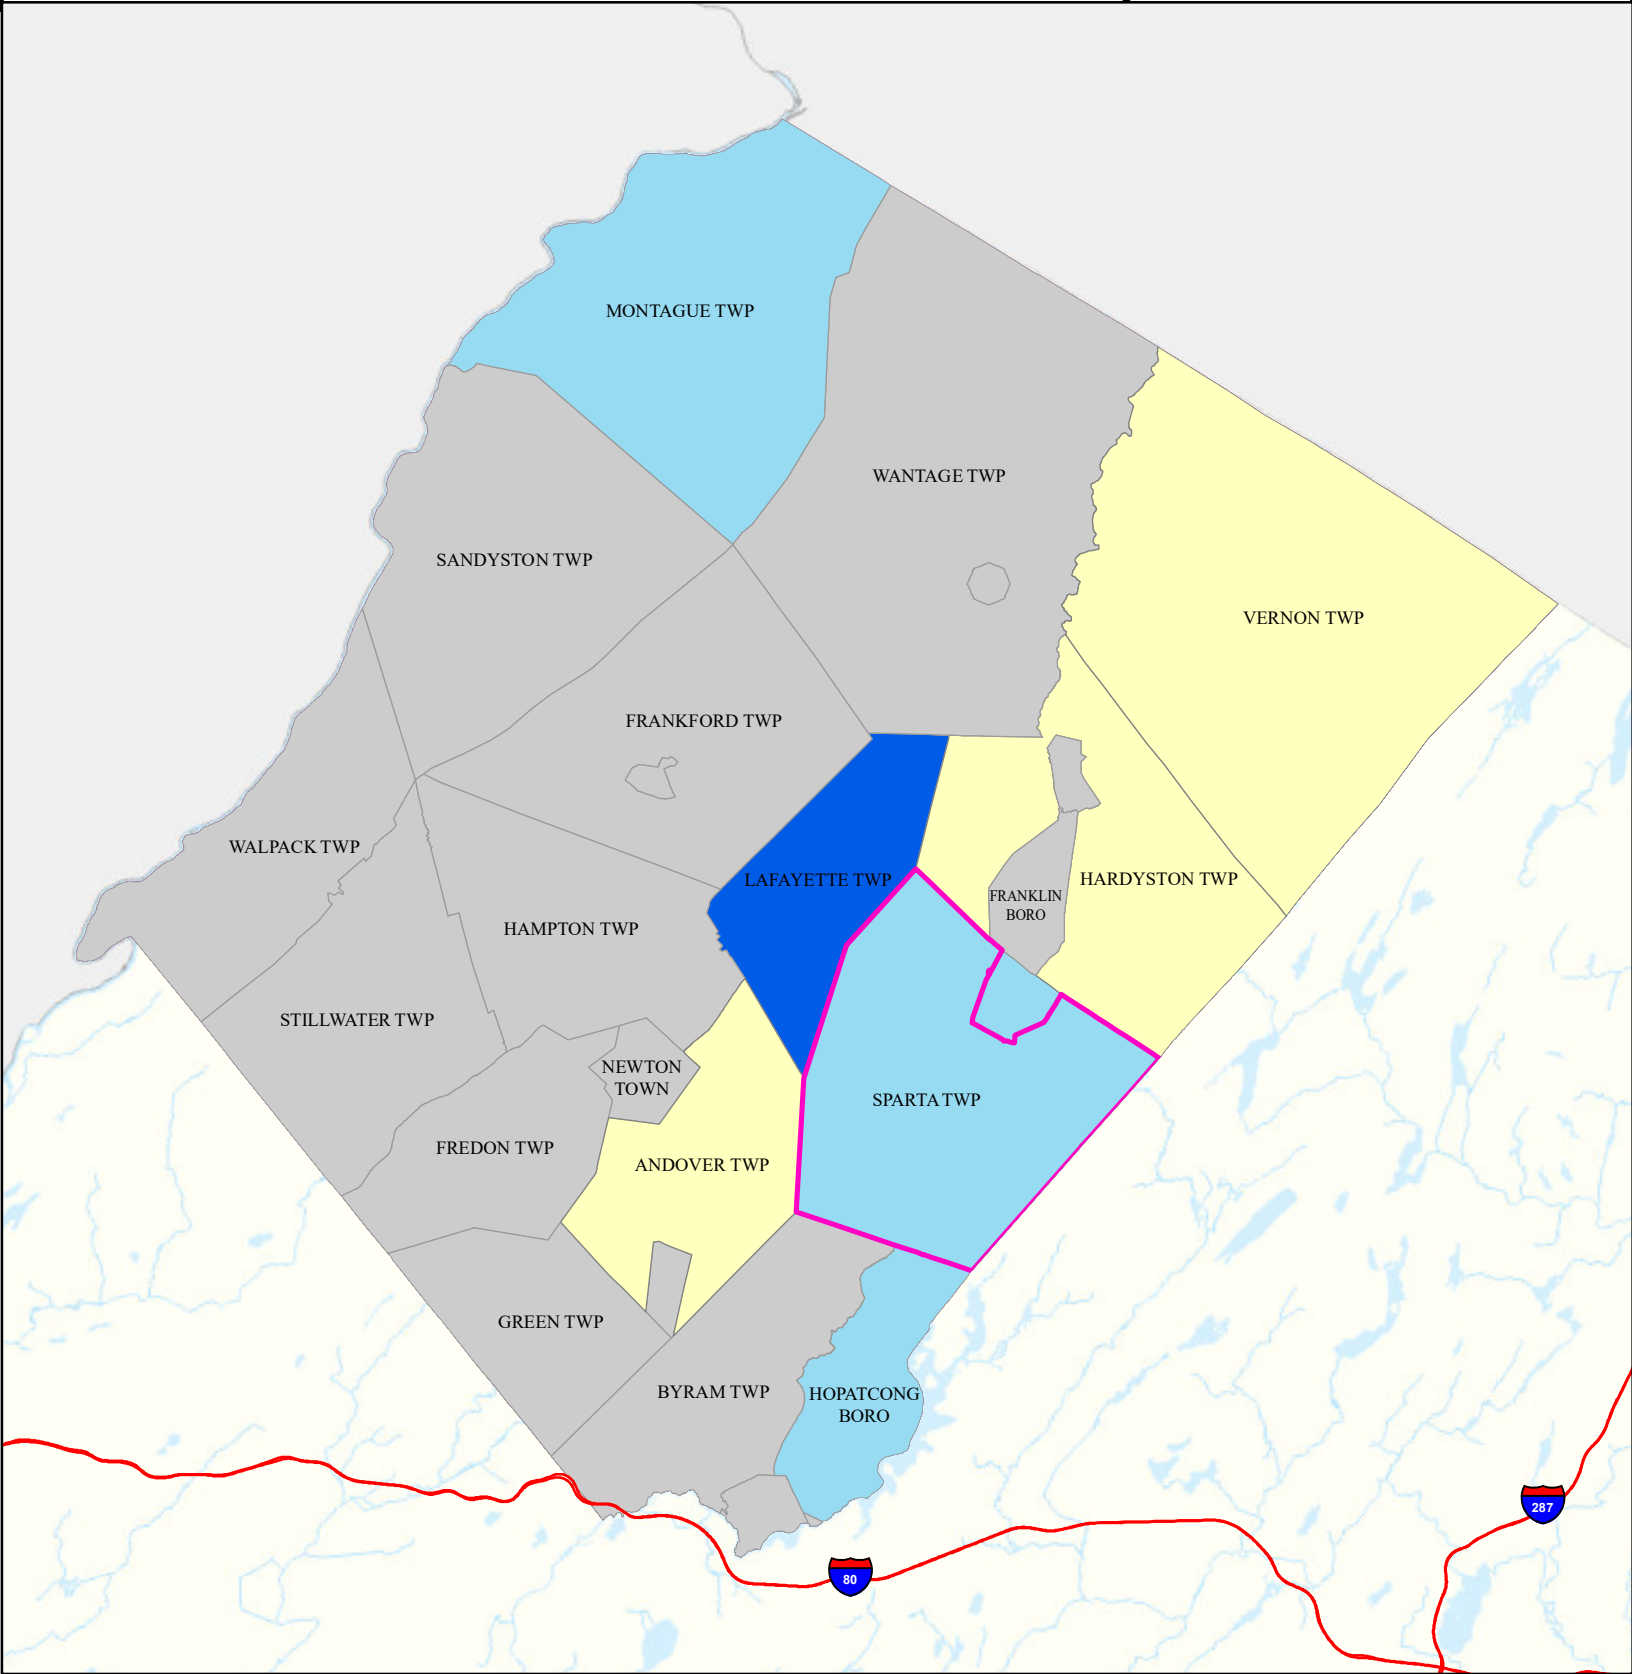 MONTAGUE TWP
WANTAGE TWP
SANDYSTON TWP
VERNON TWP
FRANKFORD TWP
WALPACK TWP
LAFAYETTE TWP
HARDYSTON TWP
FRANKLIN
BORO
HAMPTON TWP
STILLWATER TWP
NEWTON
TOWN
SPARTA TWP
FREDON TWP
ANDOVER TWP
GREEN TWP
BYRAM TWP
HOPATCONG
BORO
287
80